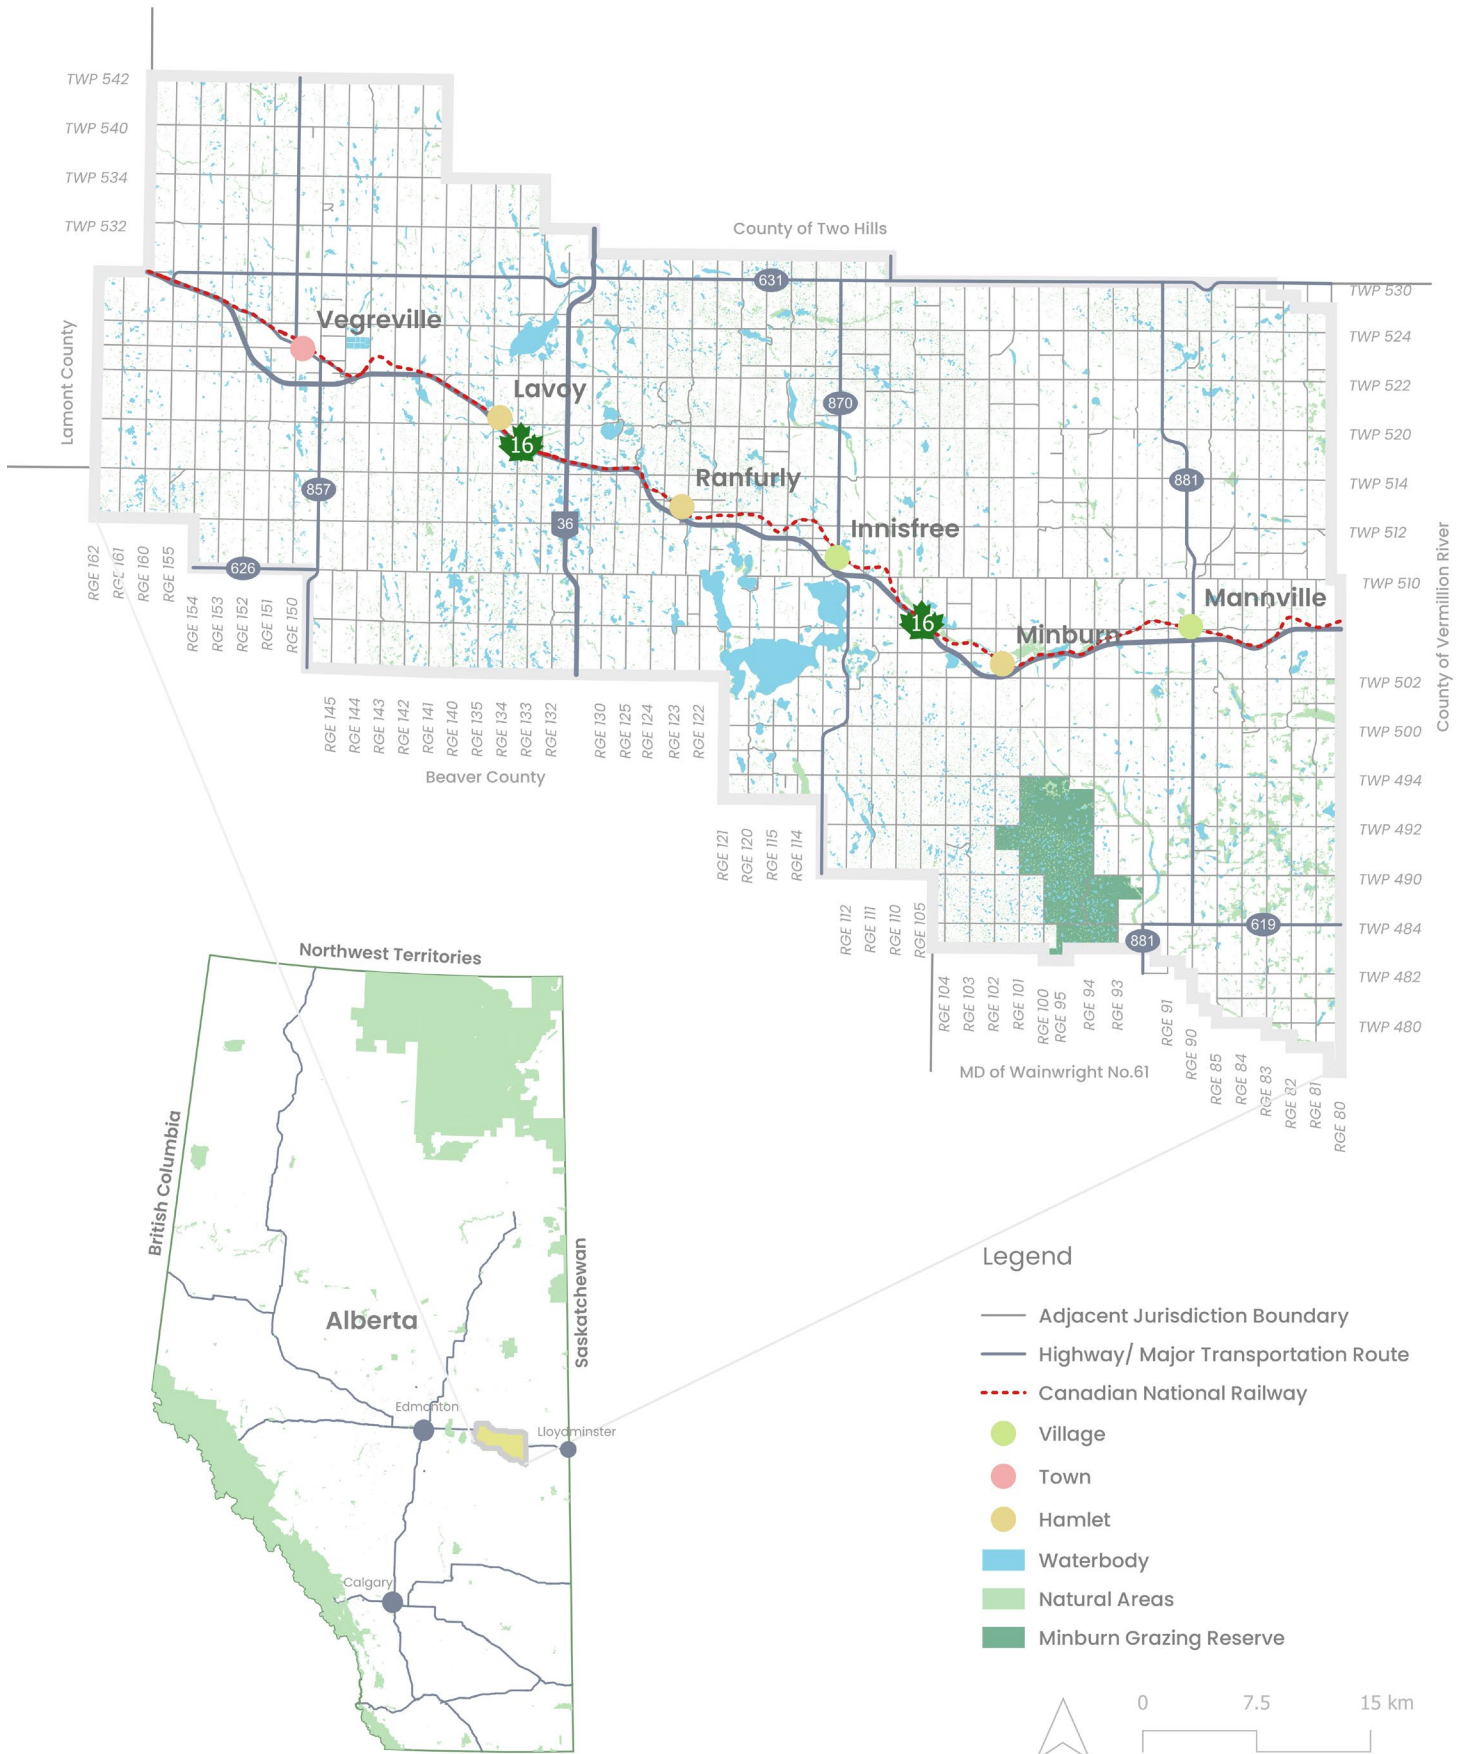 TWP 542
TWP 540
TWP 534
TWP 532
County of Two Hills
631
TWP 530
Vegreville
TWP 524
Lamont County
Lavoy
TWP 522
870
16
TWP 520
Ranfurly
881
TWP 514
857
36
Innisfree
TWP 512
County of Vermillion River
RGE 162
RGE 161
RGE 160
RGE 155
626
TWP 510
RGE 154
RGE 153
RGE 152
RGE 151
RGE 150
Mannville
16
Minburn
TWP 502
RGE 145
RGE 144
RGE 143
RGE 142
RGE 141
RGE 140
RGE 135
RGE 134
RGE 133
RGE 132
RGE 130
RGE 125
RGE 124
RGE 123
RGE 122
TWP 500
Beaver County
TWP 494
RGE 121
RGE 120
RGE 115
RGE 114
TWP 492
TWP 490
RGE 112
RGE 111
RGE 110
RGE 105
619
TWP 484
881
TWP 482
RGE 104
RGE 103
RGE 102
RGE 101
RGE 100
RGE 95
RGE 94
RGE 93
RGE 91
RGE 90
RGE 85
RGE 84
RGE 83
RGE 82
RGE 81
RGE 80
TWP 480
MD of Wainwright No.61
Northwest Territories
British Columbia
Saskatchewan
Alberta
Edmonton
Lloydminster
Calgary
Legend
Adjacent Jurisdiction Boundary
Highway/ Major Transportation Route
Canadian National Railway
Village
Town
Hamlet
Waterbody
Natural Areas
Minburn Grazing Reserve
0 7.5 15 km